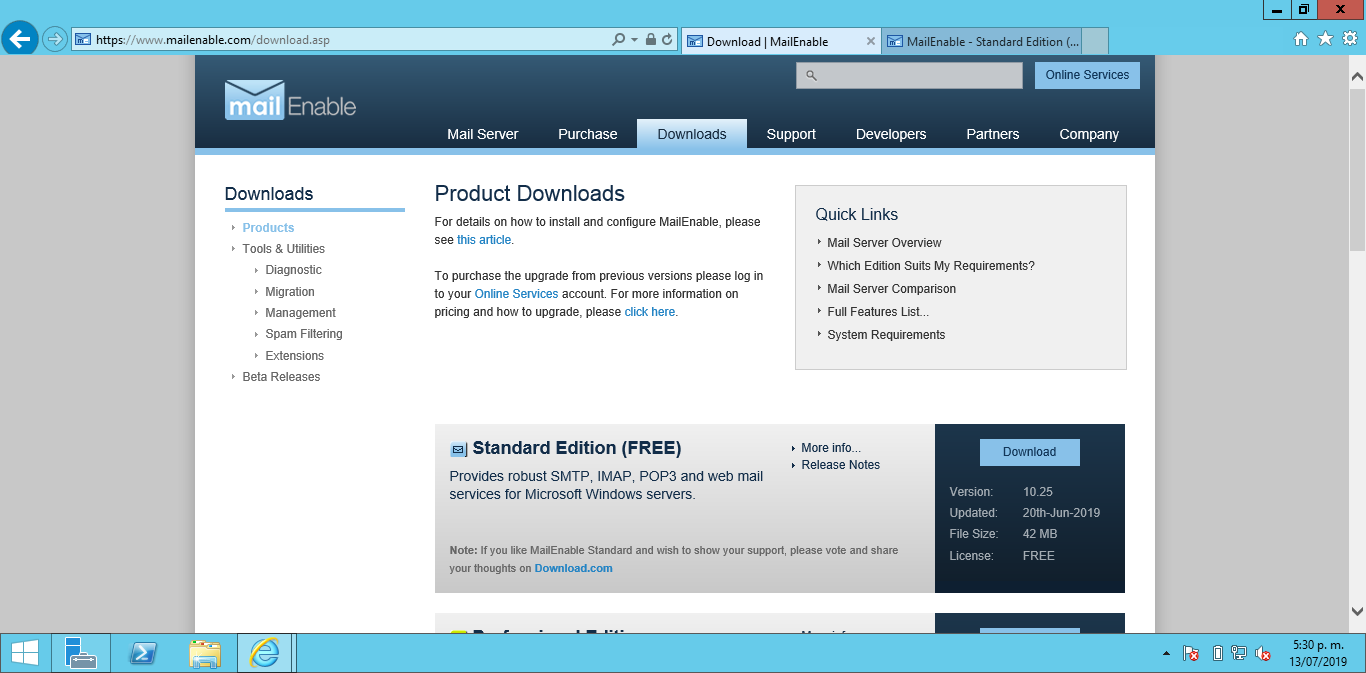 https://www.mailenable.com/download.asp
Download | MailEnable
MailEnable - Standard Edition (...
mail Enable
Online Services
Mail Server
Purchase
Downloads
Support
Developers
Partners
Company
Downloads
Products
Tools & Utilities
Diagnostic
Migration
Management
Spam Filtering
Extensions
Beta Releases
Product Downloads
For details on how to install and configure MailEnable, please
see this article.
To purchase the upgrade from previous versions please log in
to your Online Services account. For more information on
pricing and how to upgrade, please click here.
Quick Links
Mail Server Overview
Which Edition Suits My Requirements?
Mail Server Comparison
Full Features List...
System Requirements
Standard Edition (FREE)
Provides robust SMTP, IMAP, POP3 and web mail
services for Microsoft Windows servers.
Note: If you like MailEnable Standard and wish to show your support, please vote and share
your thoughts on Download.com
More info...
Release Notes
Download
Version: 10.25
Updated: 20th-Jun-2019
File Size: 42 MB
License: FREE
Professional Edition
5:30 p. m.
13/07/2019